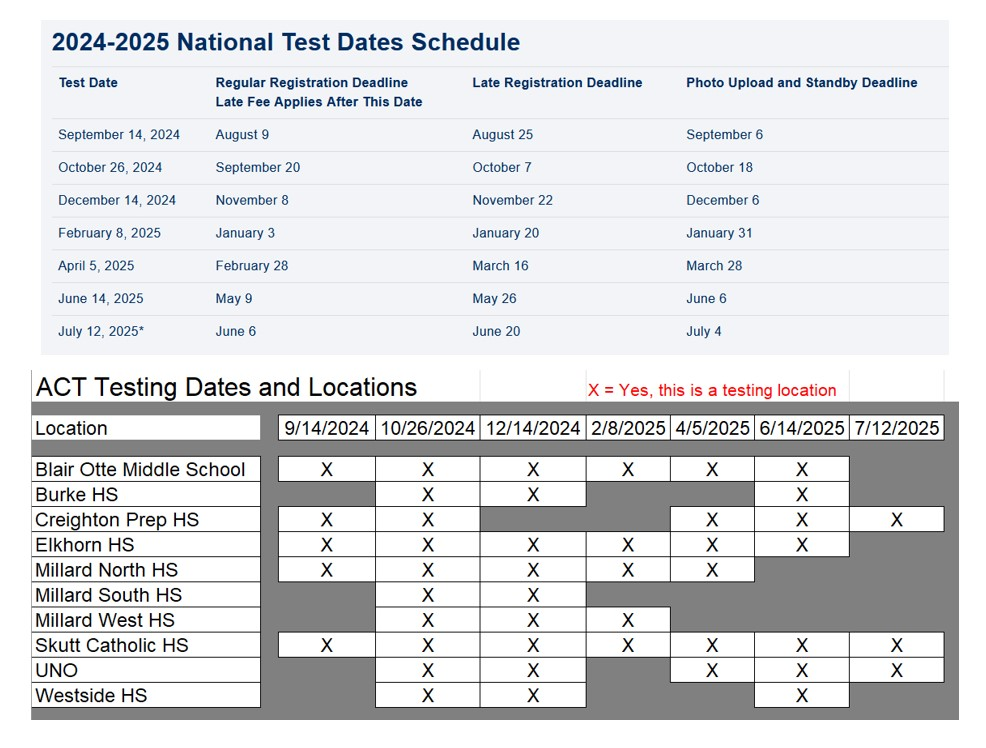 2024-2025 National Test Dates Schedule
Test Date Regular Registration Deadline Late Registration Deadline Photo Upload and Standby Deadline
Late Fee Applies After This Date
September 14, 2024 August 9 August 25 September 6
October 26, 2024 September 20 October 7 October 18
December 14, 2024 November 8 November 22 December 6
February 8, 2025 January 3 January 20 January 31
April 5, 2025 February 28 March 16 March 28
June 14, 2025 May 9 May 26 June 6
July 12, 2025* June 6 June 20 July 4
ACT Testing Dates and Locations X = Yes, this is a testing location
Location 9/14/2024 10/26/2024 12/14/2024 2/8/2025 4/5/2025 6/14/2025 7/12/2025
Blair Otte Middle School X X X X X X
Burke HS X X X
Creighton Prep HS X X X X X
Elkhorn HS X X X X X X
Millard North HS X X X X X
Millard South HS X X
Millard West HS X X X
Skutt Catholic HS X X X X X X X
UNO X X X X X
Westside HS X X X